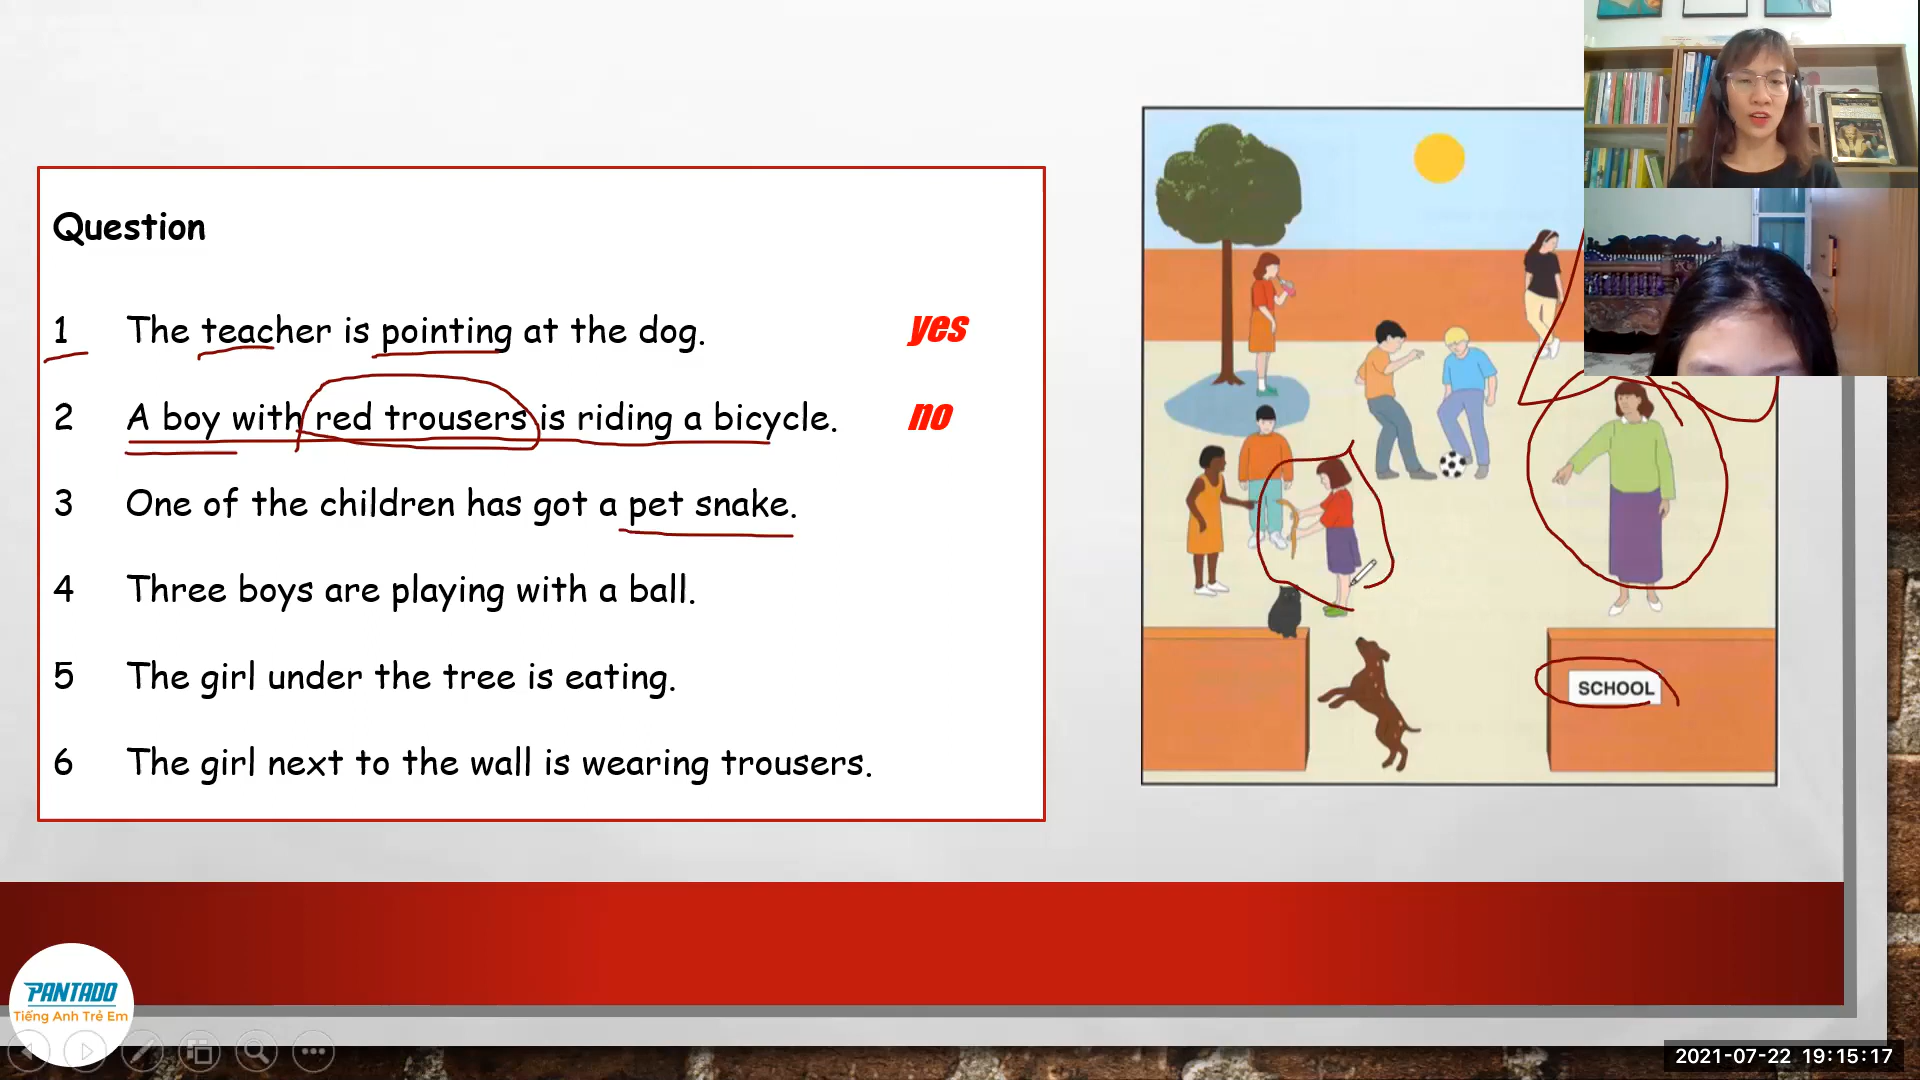 Question
1 The teacher is pointing at the dog. yes
2 A boy with red trousers is riding a bicycle. no
3 One of the children has got a pet snake.
4 Three boys are playing with a ball.
5 The girl under the tree is eating.
6 The girl next to the wall is wearing trousers.
SCHOOL
PANTADO
Tiếng Anh Trẻ Em
2021-07-22 19:15:17